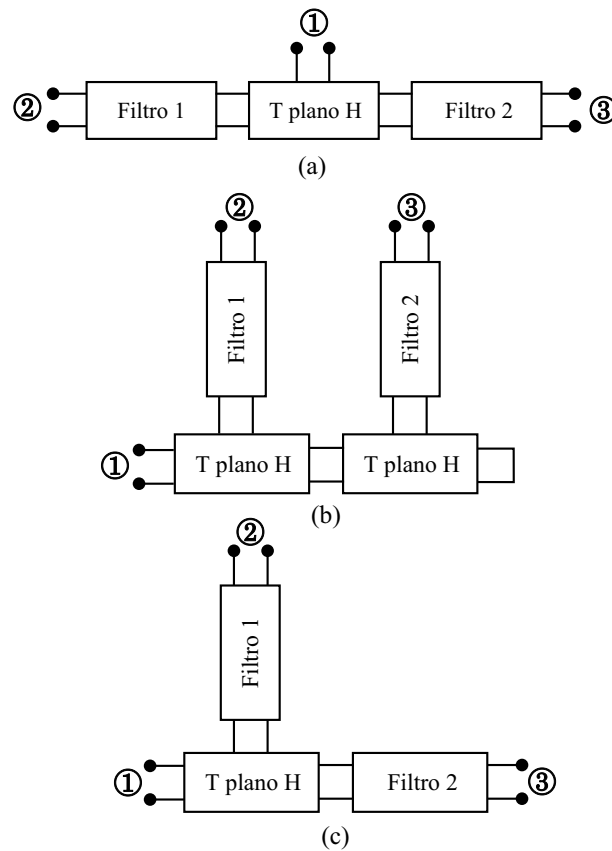 ①
② Filtro 1 T plano H Filtro 2 ③
(a)
② ③
Filtro 1 Filtro 2
① T plano H T plano H
(b)
②
Filtro 1
① T plano H Filtro 2 ③
(c)